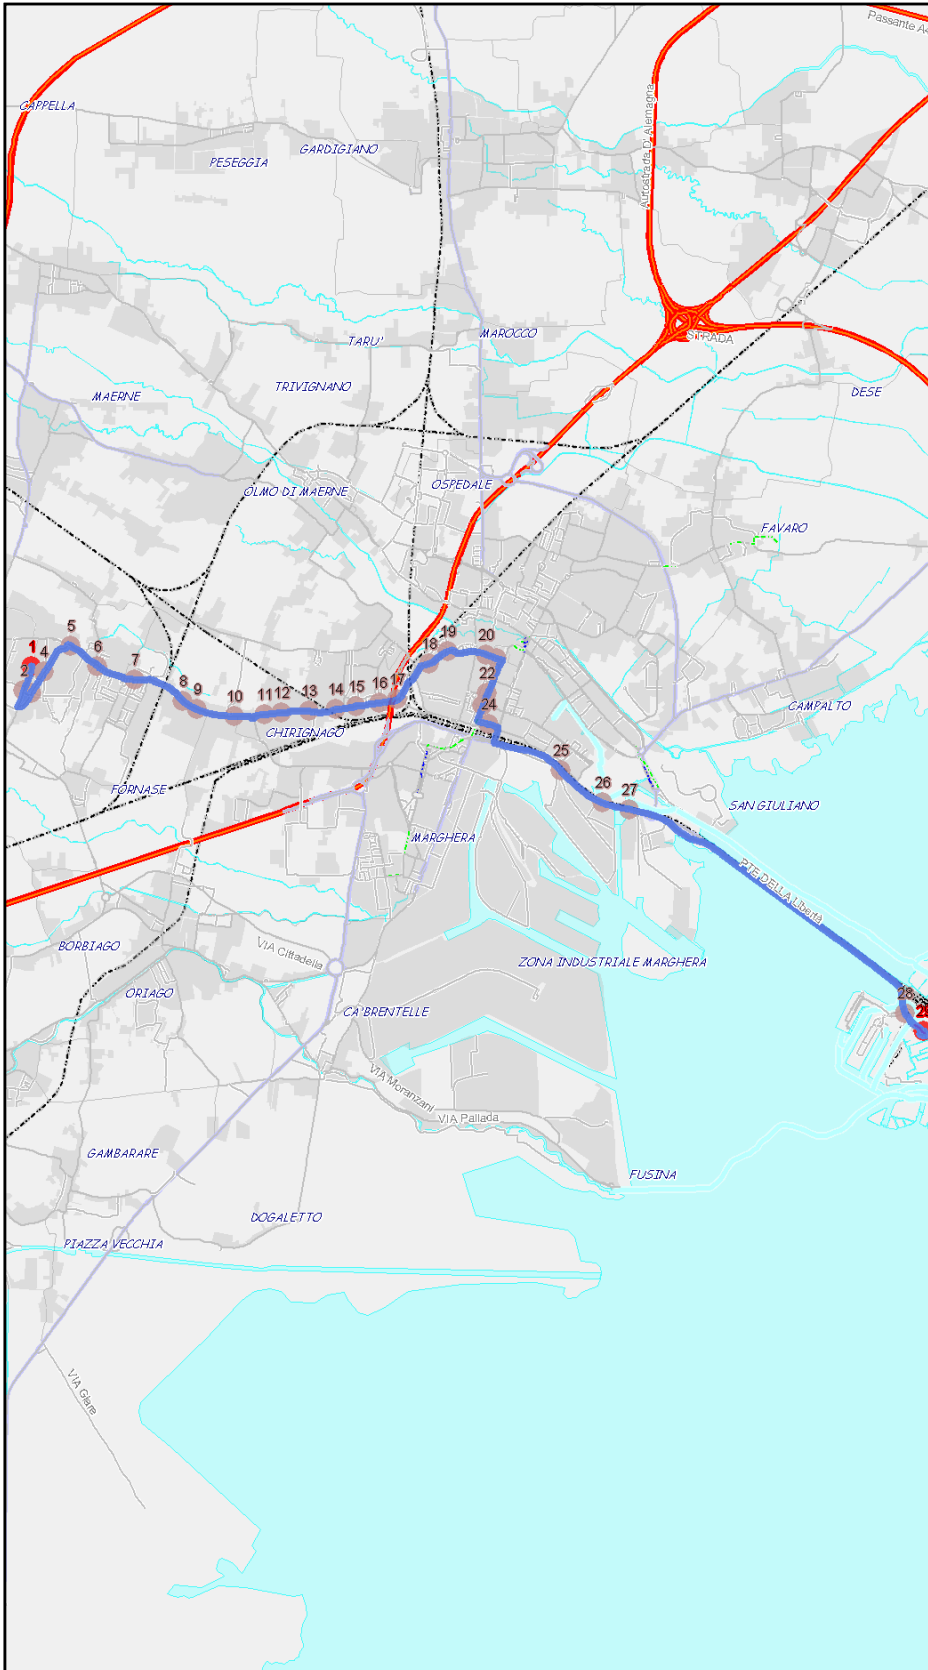 Passante A4
CAPPELLA
GARDIGIANO
PESEGGIA
Autostrada D'Alemagna
MAROCCO
STRADA
TARU'
TRIVIGNANO
MAERNE
DESE
OSPEDALE
OLMO DI MAERNE
FAVARO
1
2
4
5
6
7
8
9
10
11
12
13
14
15
16
17
18
19
20
22
24
CAMPALTO
CHIRIGNAGO
25
26
27
FORNASE
SAN GIULIANO
MARGHERA
PTE DELLA Libertà
BORBIAGO
VIA Cittadella
ZONA INDUSTRIALE MARGHERA
ORIAGO
28
CA'BRENTELLE
VIA Moranzani
VIA Pallada
GAMBARARE
FUSINA
DOGALETTO
PIAZZA VECCHIA
VIA Giare